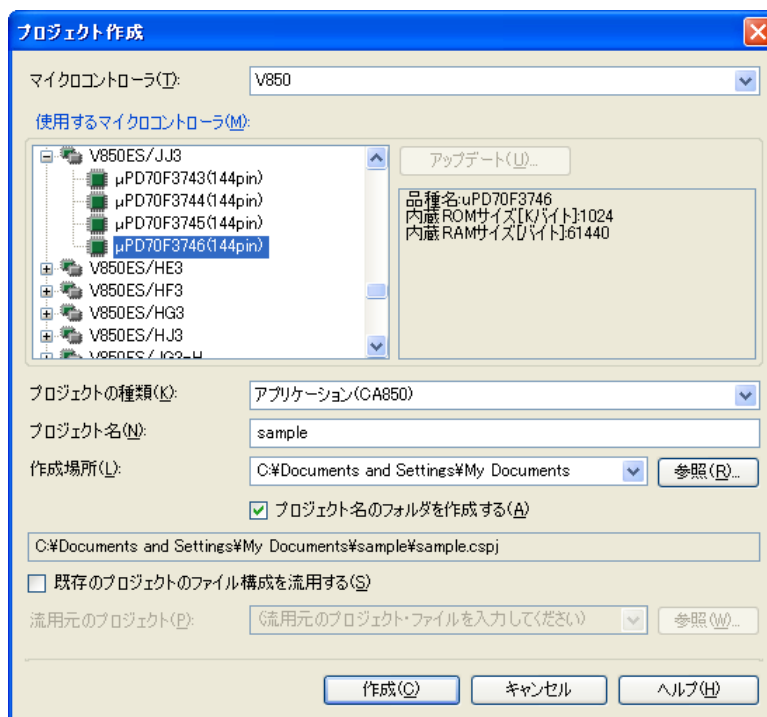 プロジェクト作成
マイクロコントローラ(T): V850
使用するマイクロコントローラ(M):
V850ES/JJ3
μPD70F3743(144pin)
μPD70F3744(144pin)
μPD70F3745(144pin)
μPD70F3746(144pin)
V850ES/HE3
V850ES/HF3
V850ES/HG3
V850ES/HJ3
V850ES/JG3-H
アップデート(U)...
品種名:uPD70F3746
内蔵ROMサイズ[Kバイト]:1024
内蔵RAMサイズ[バイト]:61440
プロジェクトの種類(K): アプリケーション(CA850)
プロジェクト名(N): sample
作成場所(L): C:¥Documents and Settings¥My Documents 参照(R)...
プロジェクト名のフォルダを作成する(A)
C:¥Documents and Settings¥My Documents¥sample¥sample.cspj
既存のプロジェクトのファイル構成を流用する(S)
流用元のプロジェクト(P): (流用元のプロジェクト・ファイルを入力してください) 参照(W)...
作成(C) キャンセル ヘルプ(H)